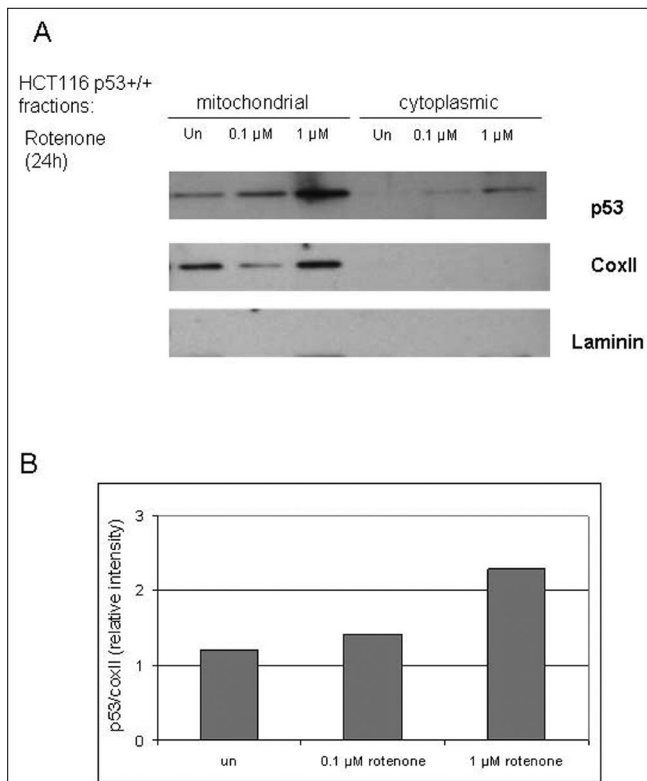 A
HCT116 p53+/+
fractions:
mitochondrial cytoplasmic
Rotenone
(24h)
Un 0.1 µM 1 µM Un 0.1 µM 1 µM
p53
CoxII
Laminin
B
p53/coxII (relative intensity)
3
2
1
0
un 0.1 µM rotenone 1 µM rotenone